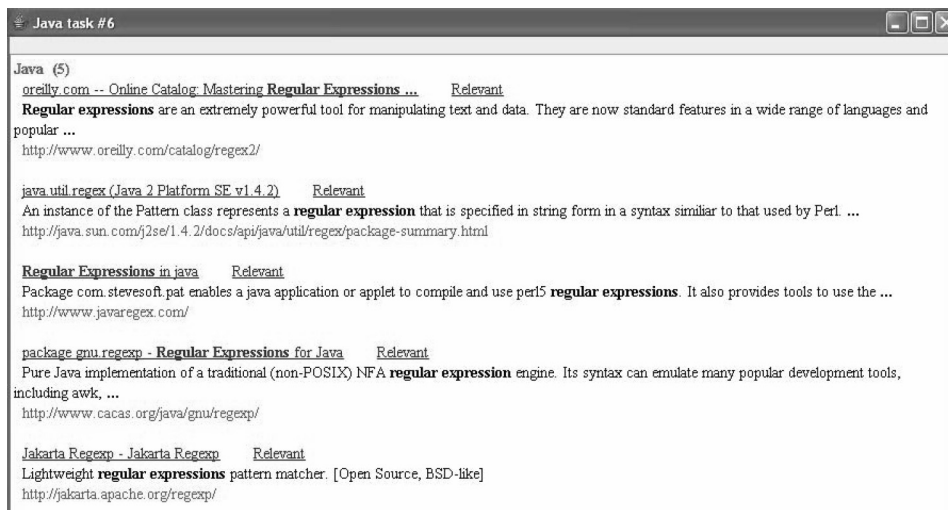 Java task #6
Java (5)
oreilly.com -- Online Catalog: Mastering Regular Expressions ... Relevant
Regular expressions are an extremely powerful tool for manipulating text and data. They are now standard features in a wide range of languages and
popular ...
http://www.oreilly.com/catalog/regex2/
java.util.regex (Java 2 Platform SE v1.4.2) Relevant
An instance of the Pattern class represents a regular expression that is specified in string form in a syntax similiar to that used by Perl. ...
http://java.sun.com/j2se/1.4.2/docs/api/java/util/regex/package-summary.html
Regular Expressions in java Relevant
Package com.stevesoft.pat enables a java application or applet to compile and use perl5 regular expressions. It also provides tools to use the ...
http://www.javaregex.com/
package gnu.regexp - Regular Expressions for Java Relevant
Pure Java implementation of a traditional (non-POSIX) NFA regular expression engine. Its syntax can emulate many popular development tools,
including awk, ...
http://www.cacas.org/java/gnu/regexp/
Jakarta Regexp - Jakarta Regexp Relevant
Lightweight regular expressions pattern matcher. [Open Source, BSD-like]
http://jakarta.apache.org/regexp/